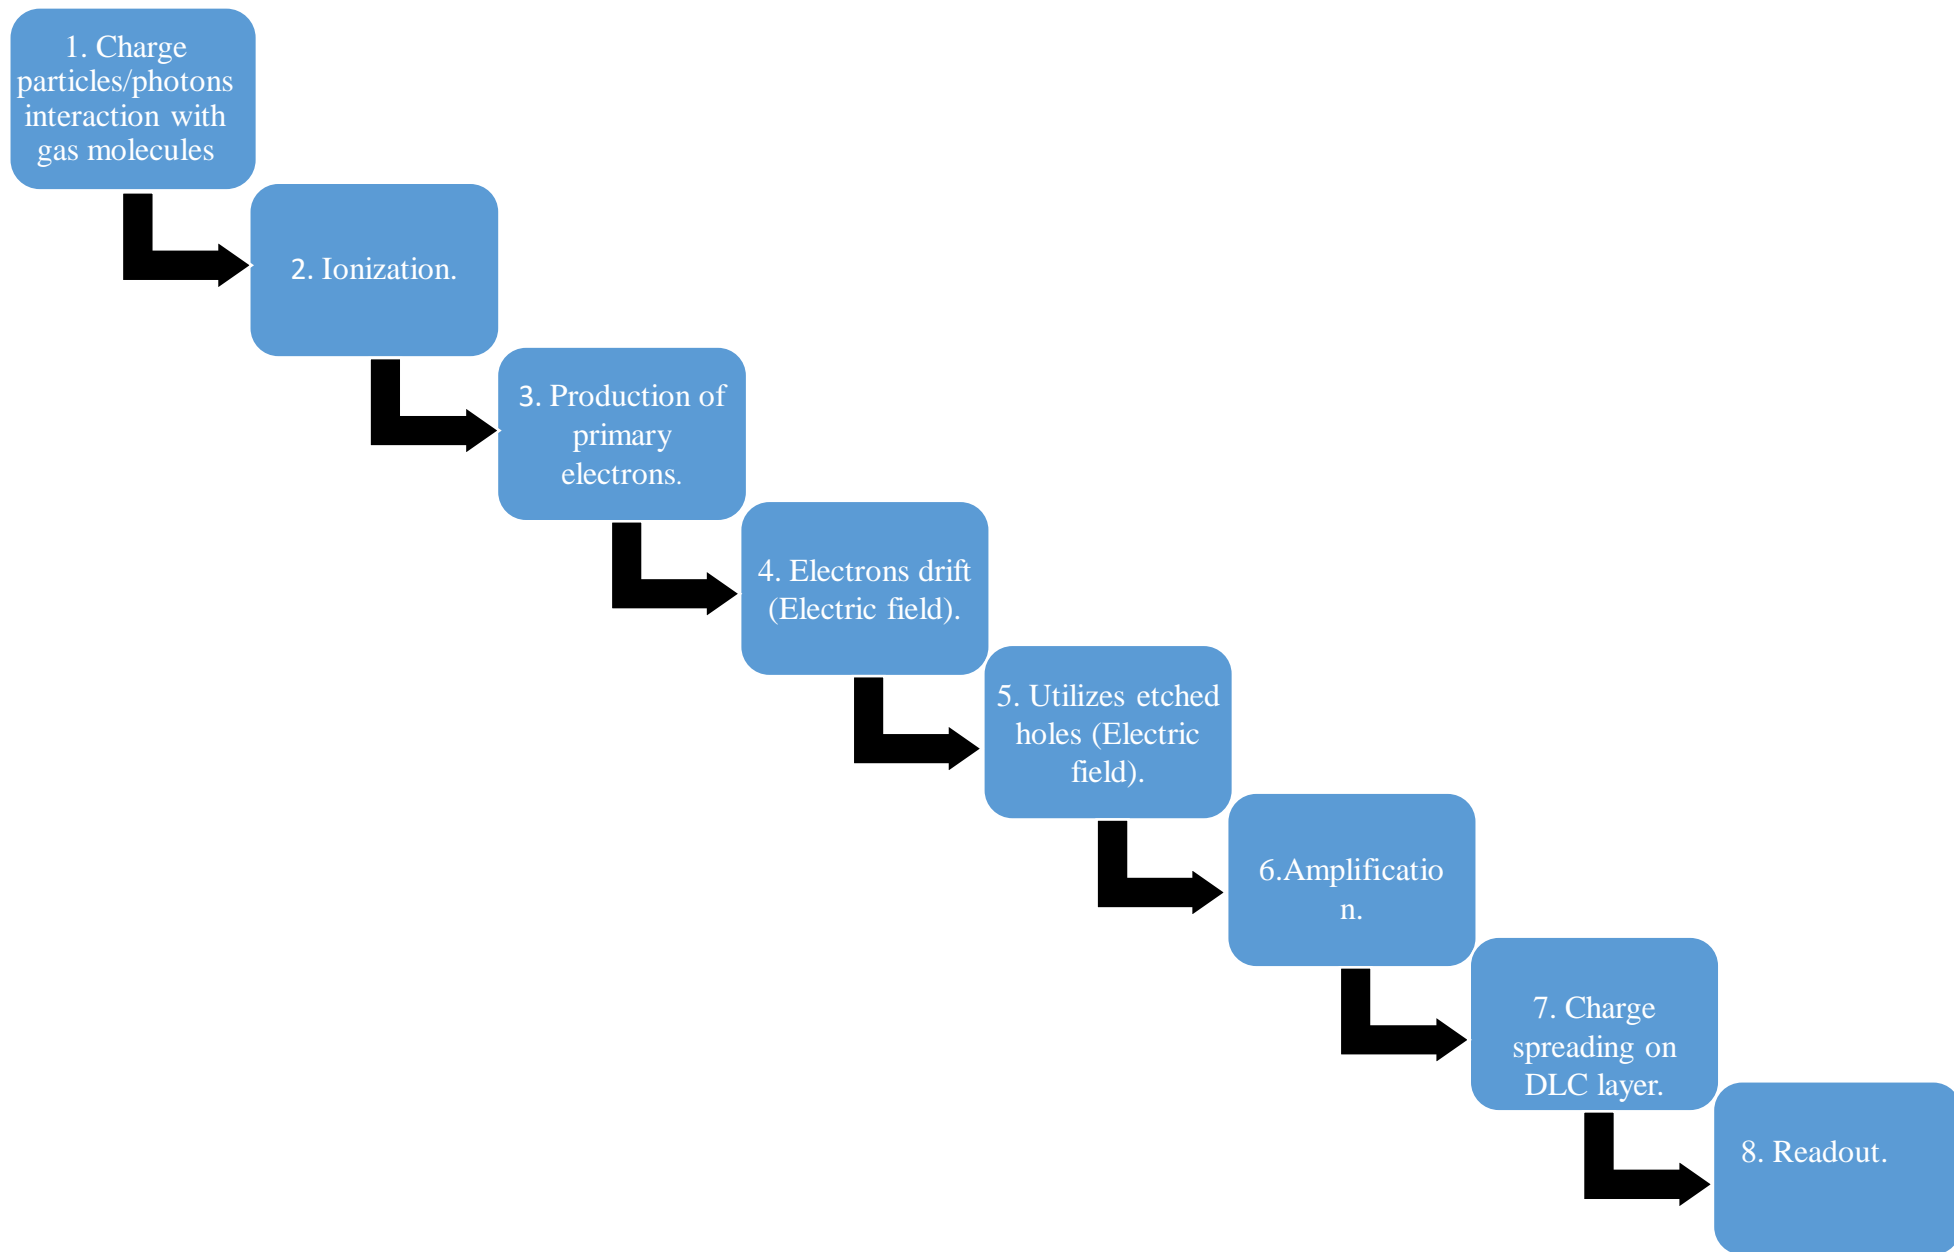 1. Charge
particles/photons
interaction with
gas molecules
2. Ionization.
3. Production of
primary
electrons.
4. Electrons drift
(Electric field).
5. Utilizes etched
holes (Electric
field).
6.Amplificatio
n.
7. Charge
spreading on
DLC layer.
8. Readout.